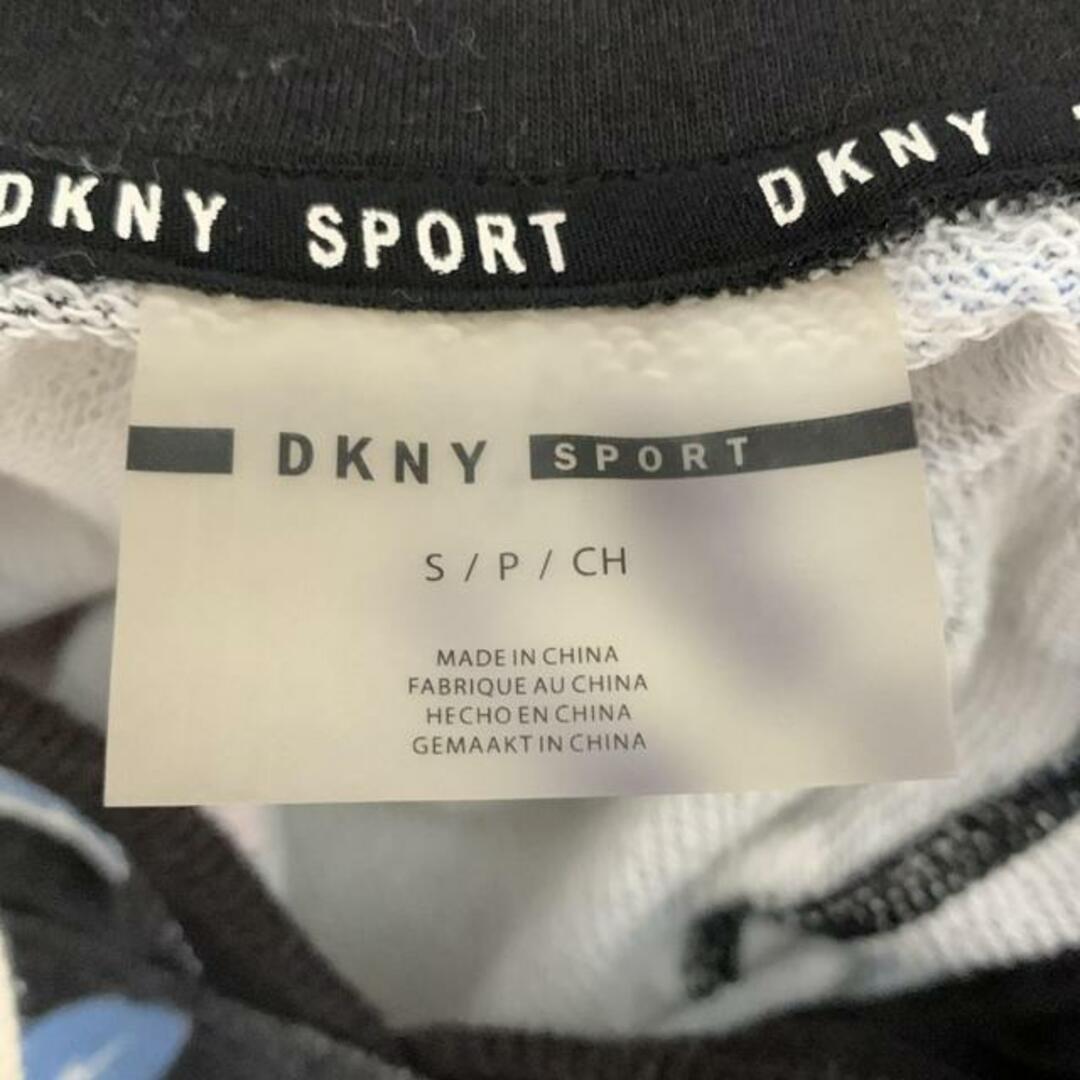 DKNY SPORT DKNY
DKNY SPORT
S / P / CH
MADE IN CHINA
FABRIQUE AU CHINA
HECHO EN CHINA
GEMAAKT IN CHINA